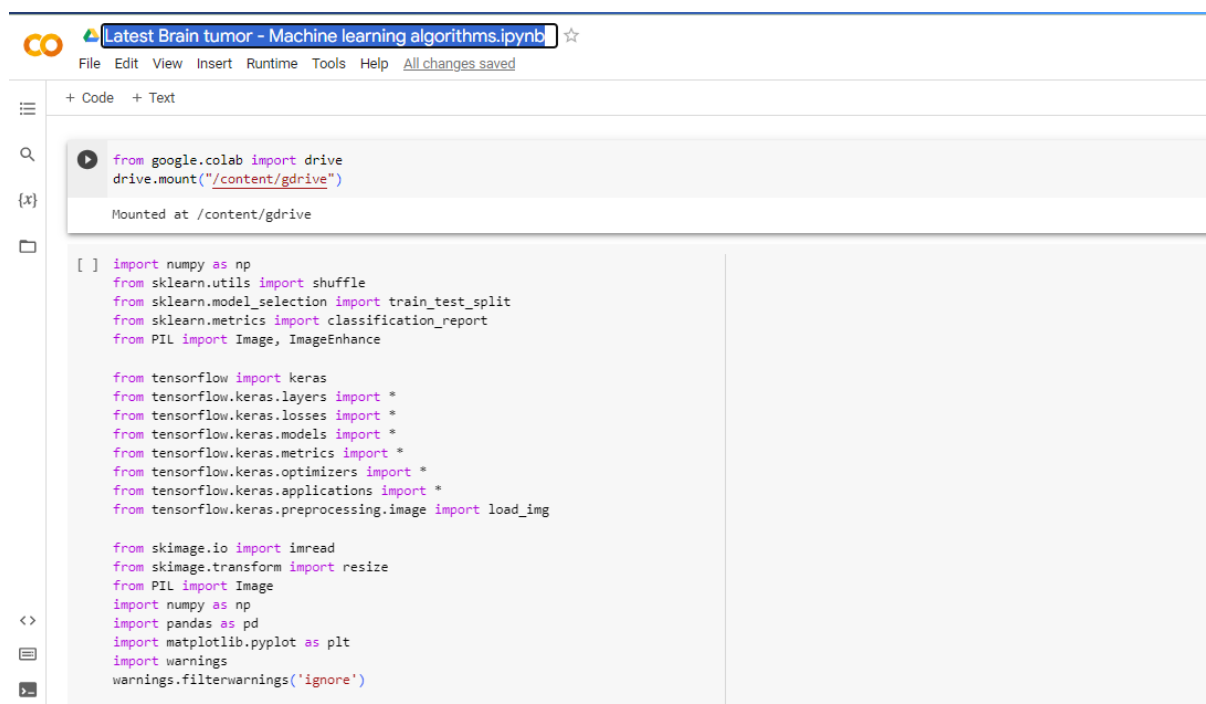 CO
Latest Brain tumor - Machine learning algorithms.ipynb
File Edit View Insert Runtime Tools Help All changes saved
+ Code + Text
from google.colab import drive
drive.mount("/content/gdrive")
{x}
Mounted at /content/gdrive
[ ] import numpy as np
from sklearn.utils import shuffle
from sklearn.model_selection import train_test_split
from sklearn.metrics import classification_report
from PIL import Image, ImageEnhance
from tensorflow import keras
from tensorflow.keras.layers import *
from tensorflow.keras.losses import *
from tensorflow.keras.models import *
from tensorflow.keras.metrics import *
from tensorflow.keras.optimizers import *
from tensorflow.keras.applications import *
from tensorflow.keras.preprocessing.image import load_img
from skimage.io import imread
from skimage.transform import resize
from PIL import Image
import numpy as np
import pandas as pd
import matplotlib.pyplot as plt
import warnings
warnings.filterwarnings('ignore')